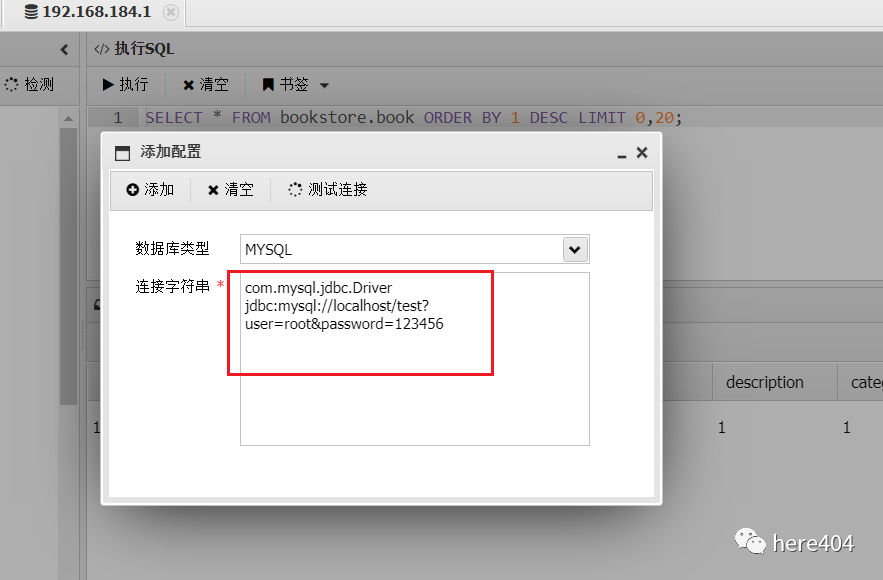 192.168.184.1
执行SQL
检测
执行
清空
书签
1 SELECT * FROM bookstore.book ORDER BY 1 DESC LIMIT 0,20;
添加配置
添加
清空
测试连接
数据库类型
MYSQL
连接字符串 *
com.mysql.jdbc.Driver
jdbc:mysql://localhost/test?
user=root&password=123456
description
cate
1
1
1
here404